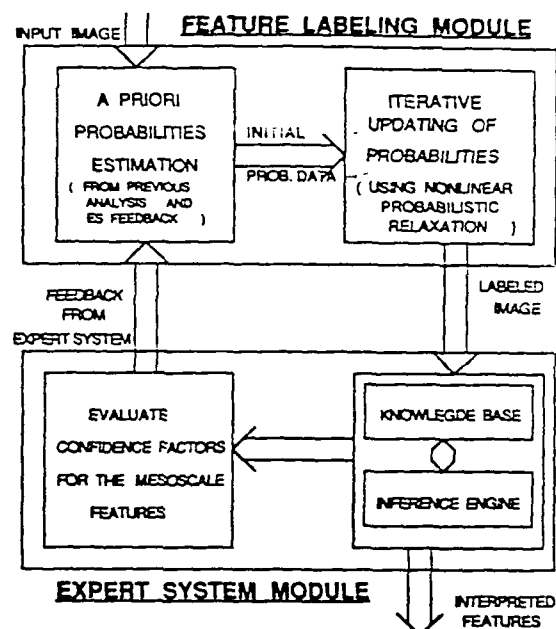 FEATURE LABELING MODULE
INPUT IMAGE
A PRIORI
PROBABILITIES
ESTIMATION
( FROM PREVIOUS
ANALYSIS AND
ES FEEDBACK )
INITIAL
PROB. DATA
ITERATIVE
UPDATING OF
PROBABILITIES
( USING NONLINEAR
PROBABILISTIC
RELAXATION )
FEEDBACK
FROM
EXPERT SYSTEM
LABELED
IMAGE
EVALUATE
CONFIDENCE FACTORS
FOR THE MESOSCALE
FEATURES
KNOWLEGDE BASE
INFERENCE ENGINE
EXPERT SYSTEM MODULE
INTERPRETED
FEATURES